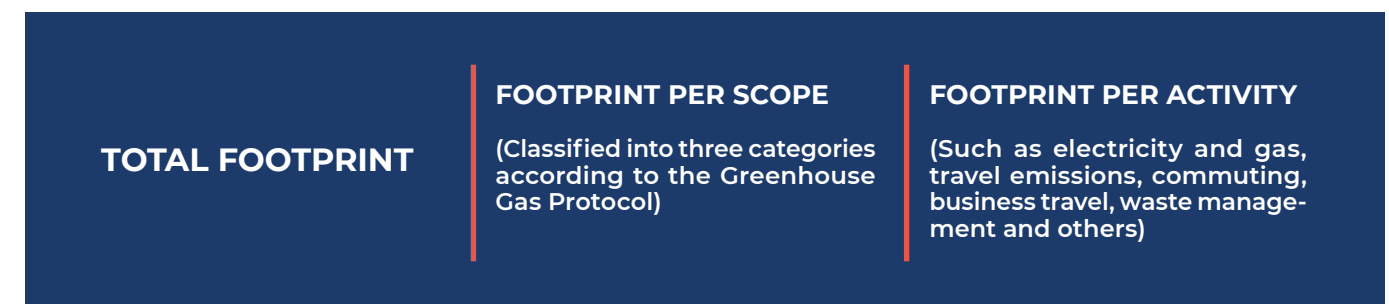 TOTAL FOOTPRINT
FOOTPRINT PER SCOPE
(Classified into three categories
according to the Greenhouse
Gas Protocol)
FOOTPRINT PER ACTIVITY
(Such as electricity and gas,
travel emissions, commuting,
business travel, waste manage-
ment and others)